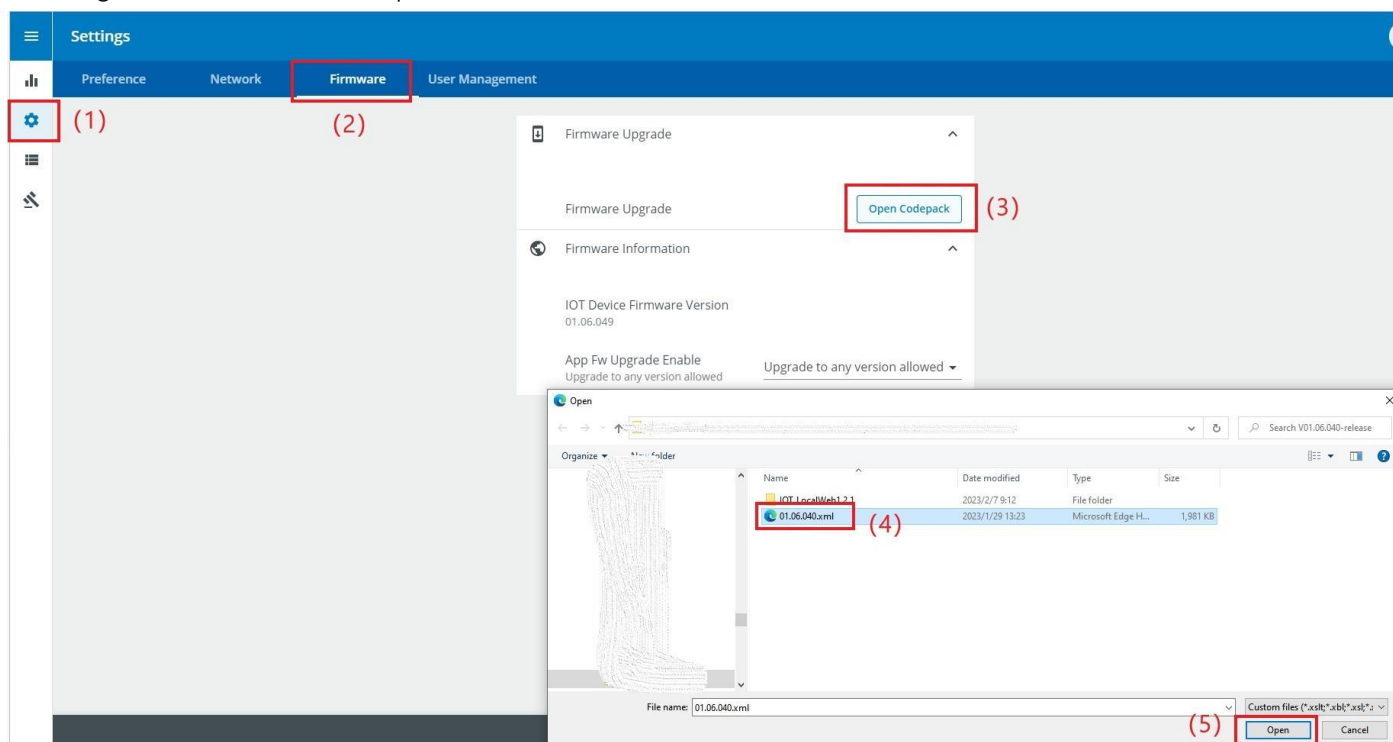 Settings
Preference Network Firmware User Management
(1) (2)
Firmware Upgrade
Firmware Upgrade Open Codepack (3)
Firmware Information
IOT Device Firmware Version
01.06.049
App Fw Upgrade Enable Upgrade to any version allowed
Upgrade to any version allowed
Open
Search V01.06.040-release
Organize New folder
Name Date modified Type Size
IOT_LocalWeb1.2.1 2023/2/7 9:12 File folder
01.06.040.xml 2023/1/29 13:23 Microsoft Edge H... 1,981 KB
(4)
File name: 01.06.040.xml Custom files (*.xslt;*.xbl;*.xsl;*.
(5) Open Cancel